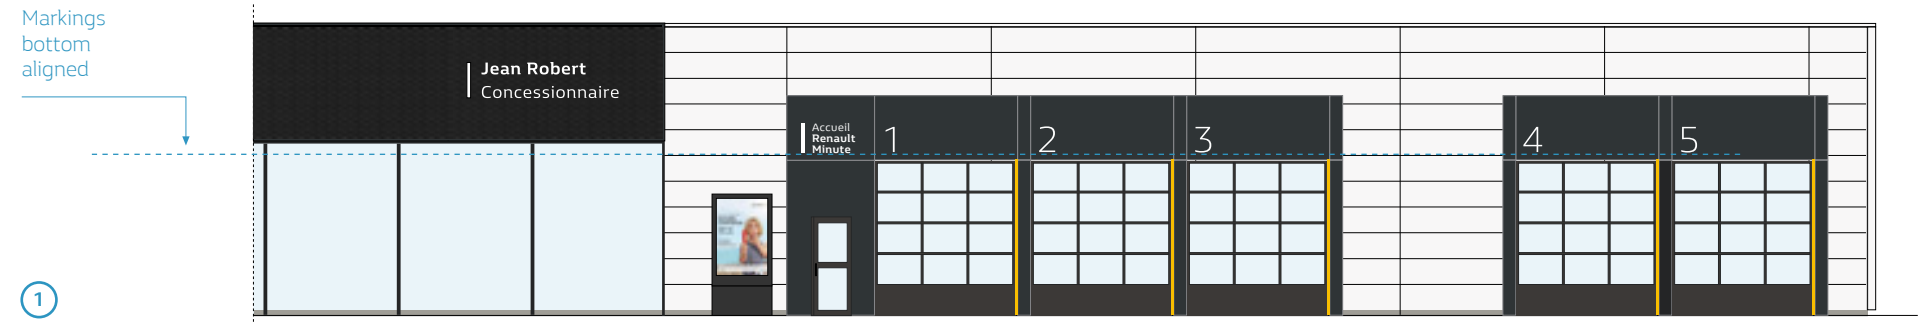 Markings
bottom
aligned
Jean Robert
Concessionnaire
Accueil
Renault
Minute
1
2
3
4
5
1